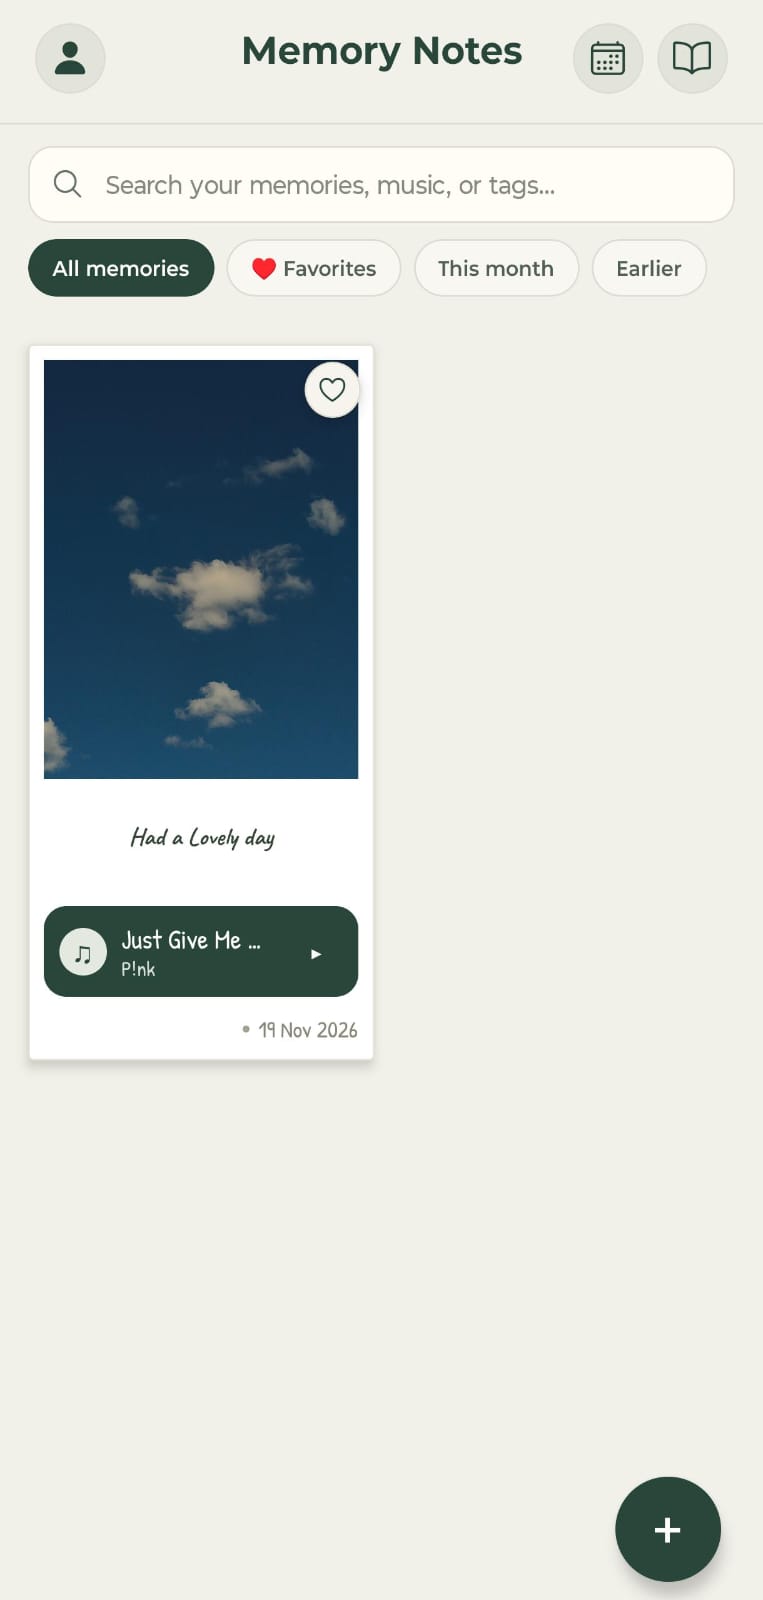 Memory Notes
Search your memories, music, or tags...
All memories
❤️ Favorites
This month
Earlier
Had a Lovely day
Just Give Me ...
P!nk
• 19 Nov 2026